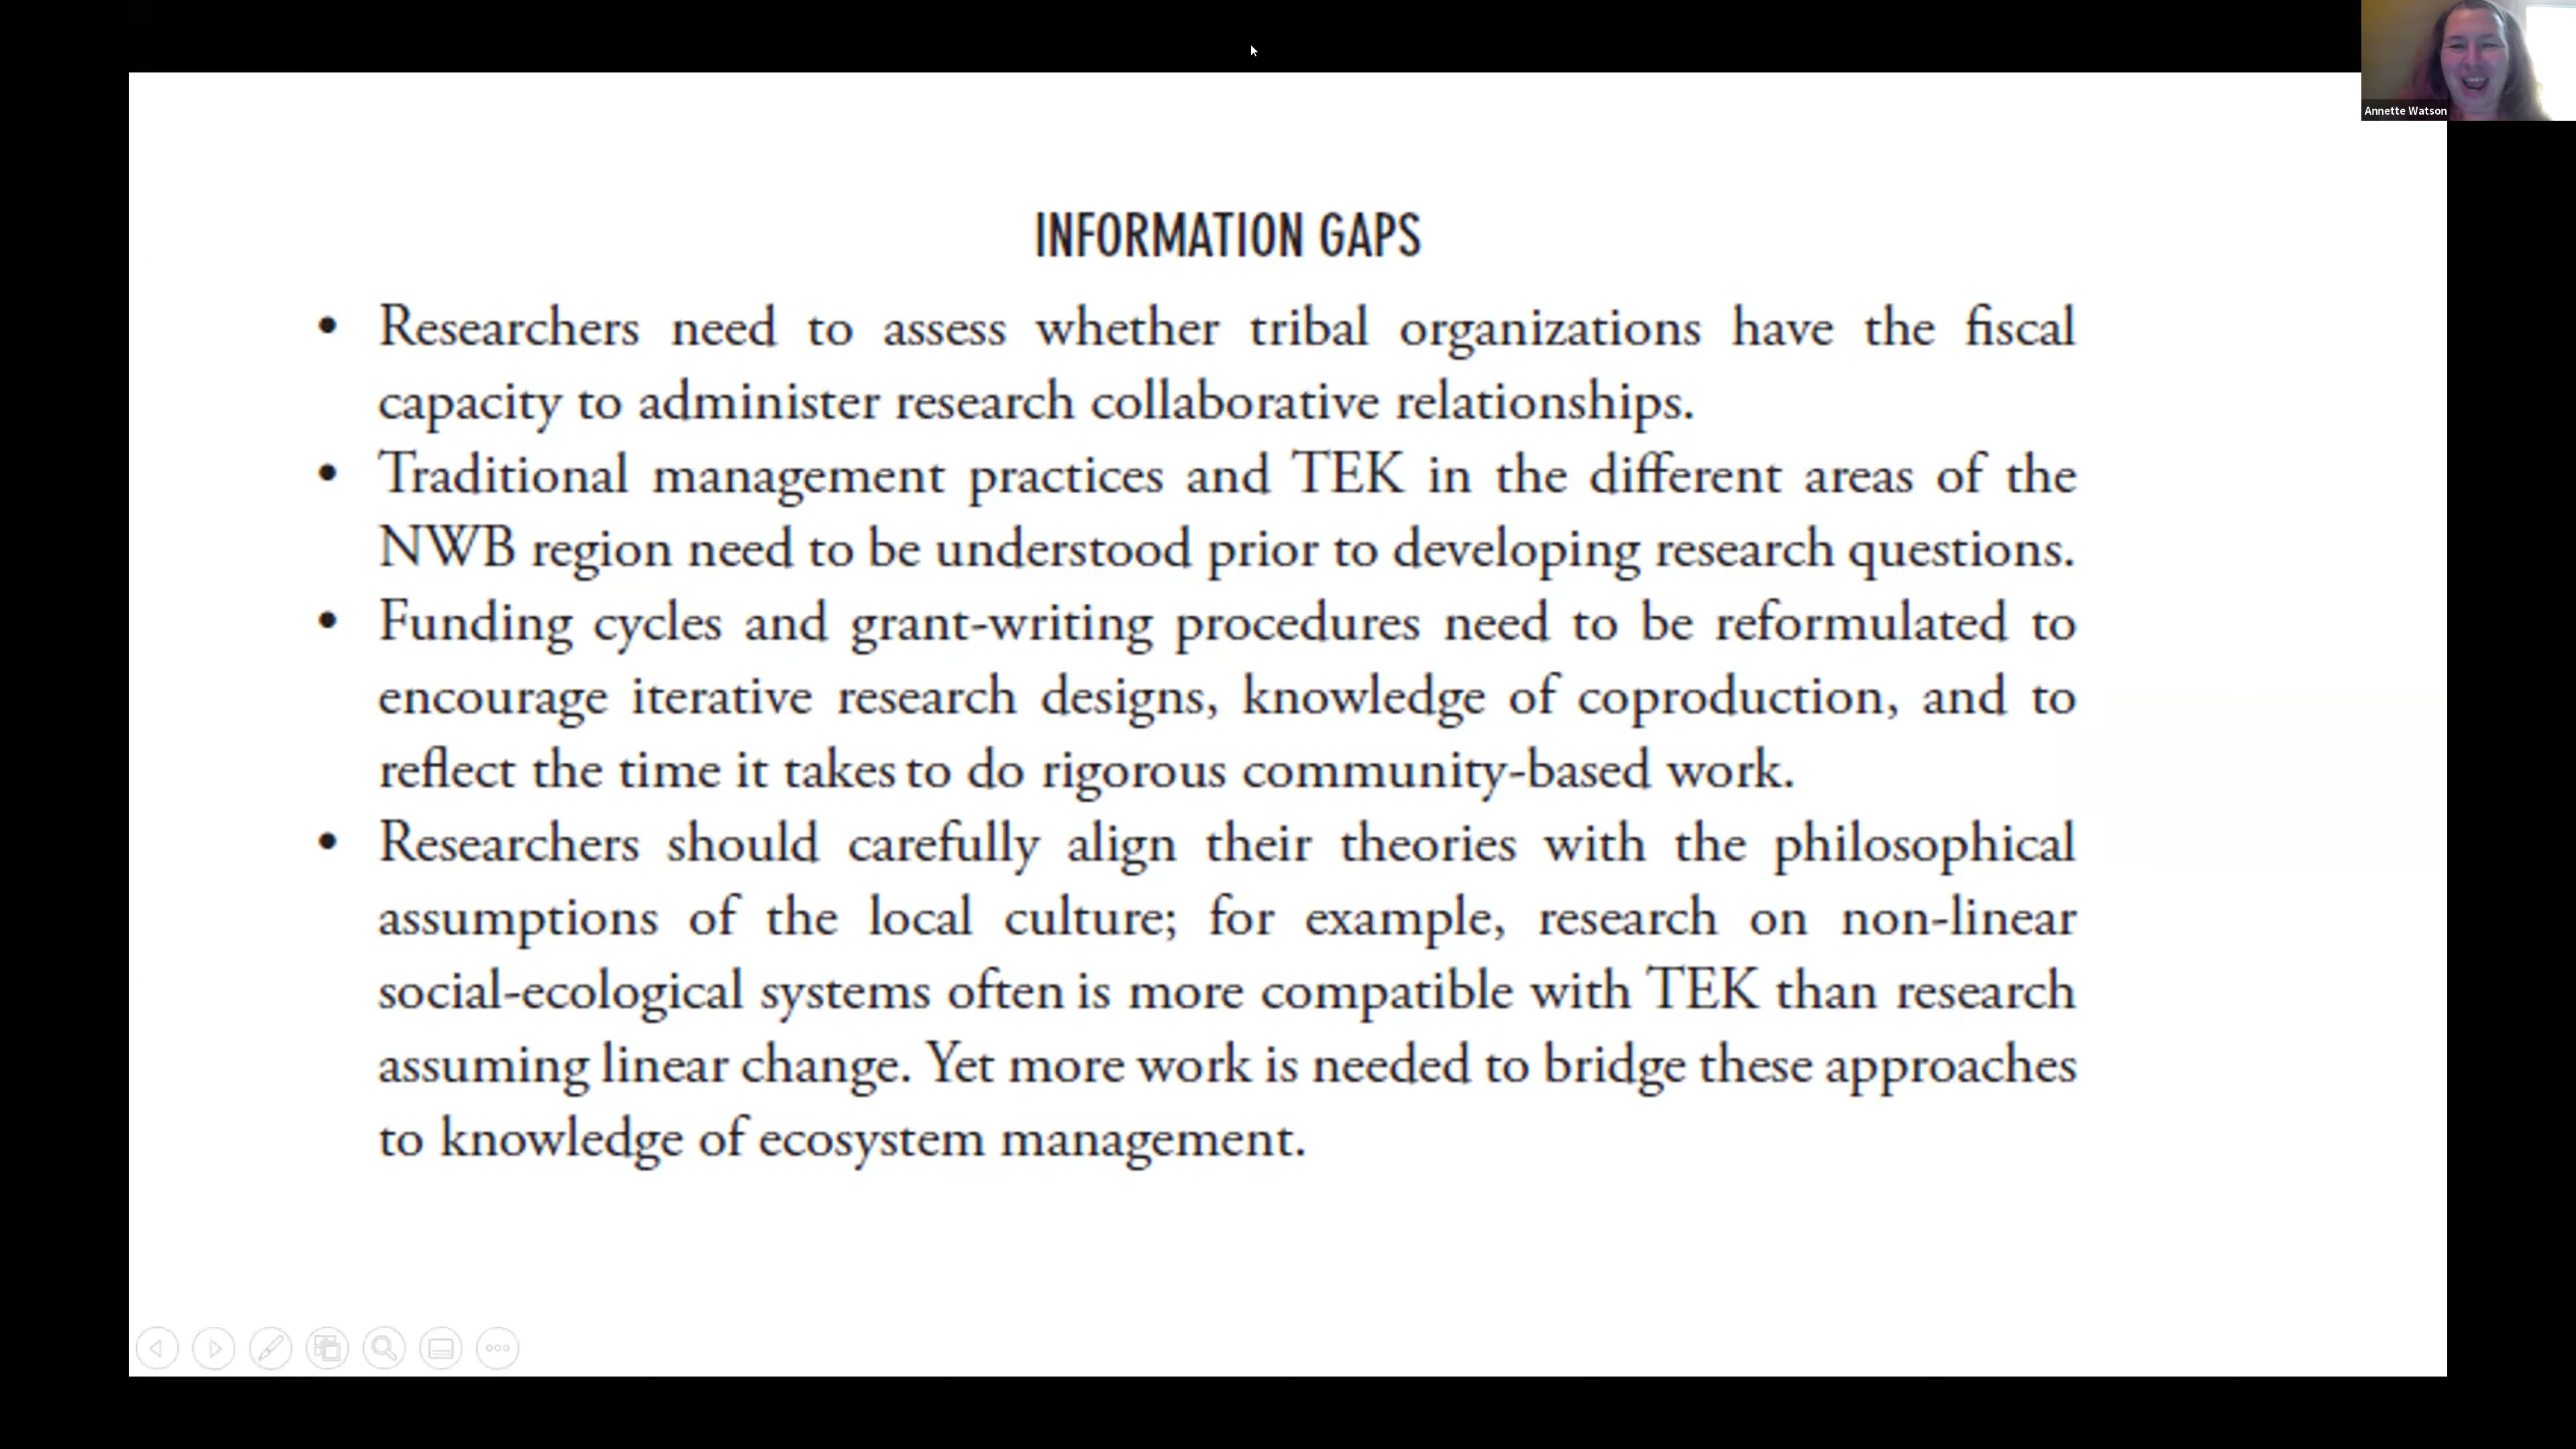 Annette Watson
INFORMATION GAPS
• Researchers need to assess whether tribal organizations have the fiscal
capacity to administer research collaborative relationships.
• Traditional management practices and TEK in the different areas of the
NWB region need to be understood prior to developing research questions.
• Funding cycles and grant-writing procedures need to be reformulated to
encourage iterative research designs, knowledge of coproduction, and to
reflect the time it takes to do rigorous community-based work.
• Researchers should carefully align their theories with the philosophical
assumptions of the local culture; for example, research on non-linear
social-ecological systems often is more compatible with TEK than research
assuming linear change. Yet more work is needed to bridge these approaches
to knowledge of ecosystem management.